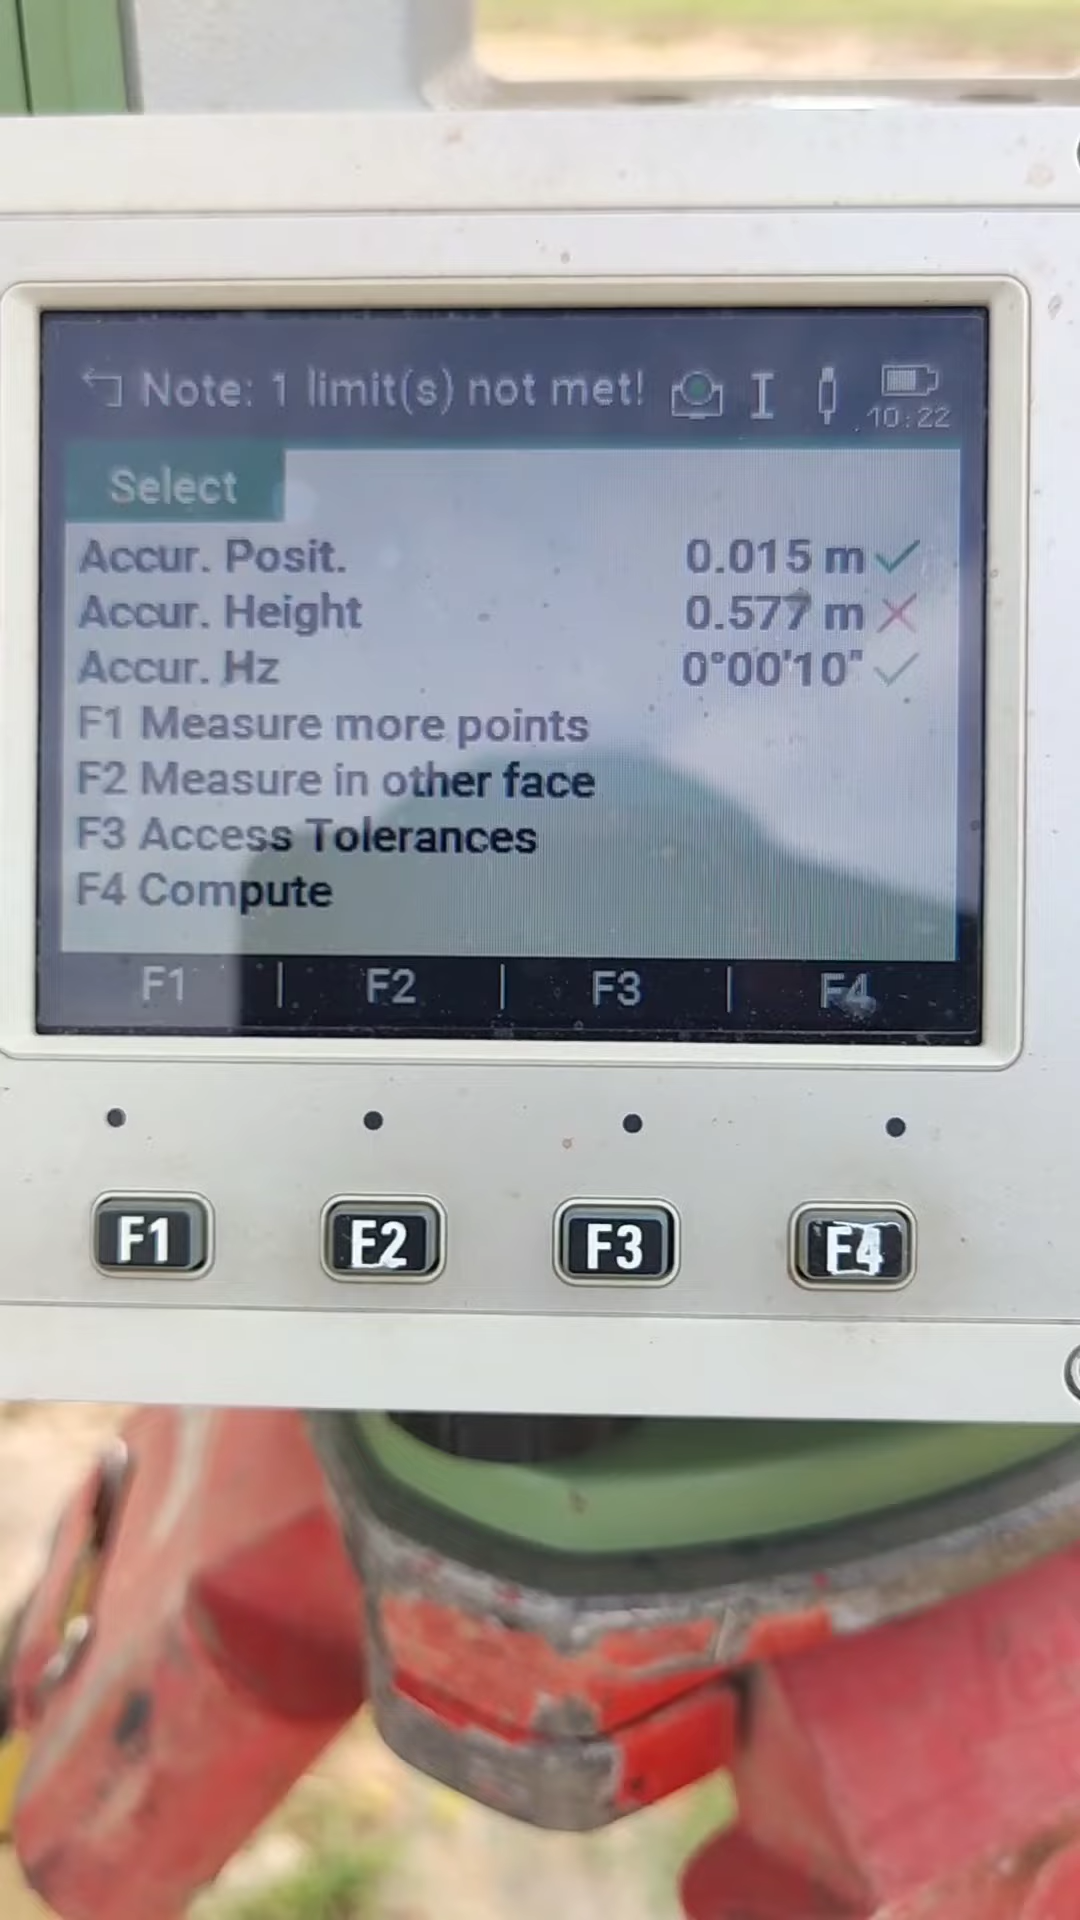 Note: 1 limit(s) not met!
10:22
Select
Accur. Posit. 0.015 m
Accur. Height 0.577 m
Accur. Hz 0°00'10"
F1 Measure more points
F2 Measure in other face
F3 Access Tolerances
F4 Compute
F1 | F2 | F3 | F4
F1 F2 F3 F4